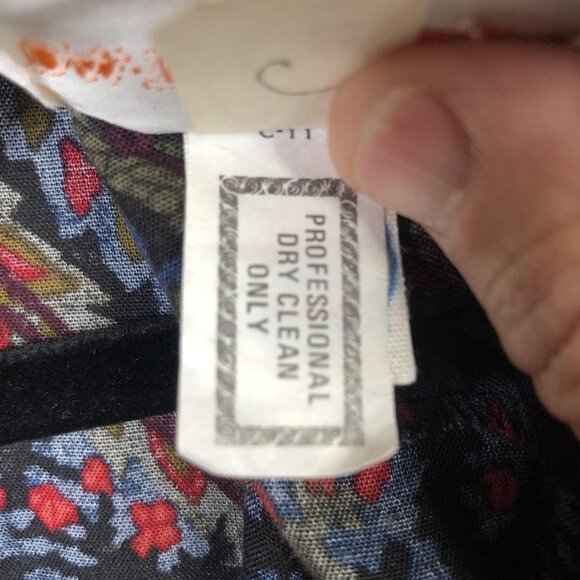 C-11
PROFESSIONAL
DRY CLEAN
ONLY